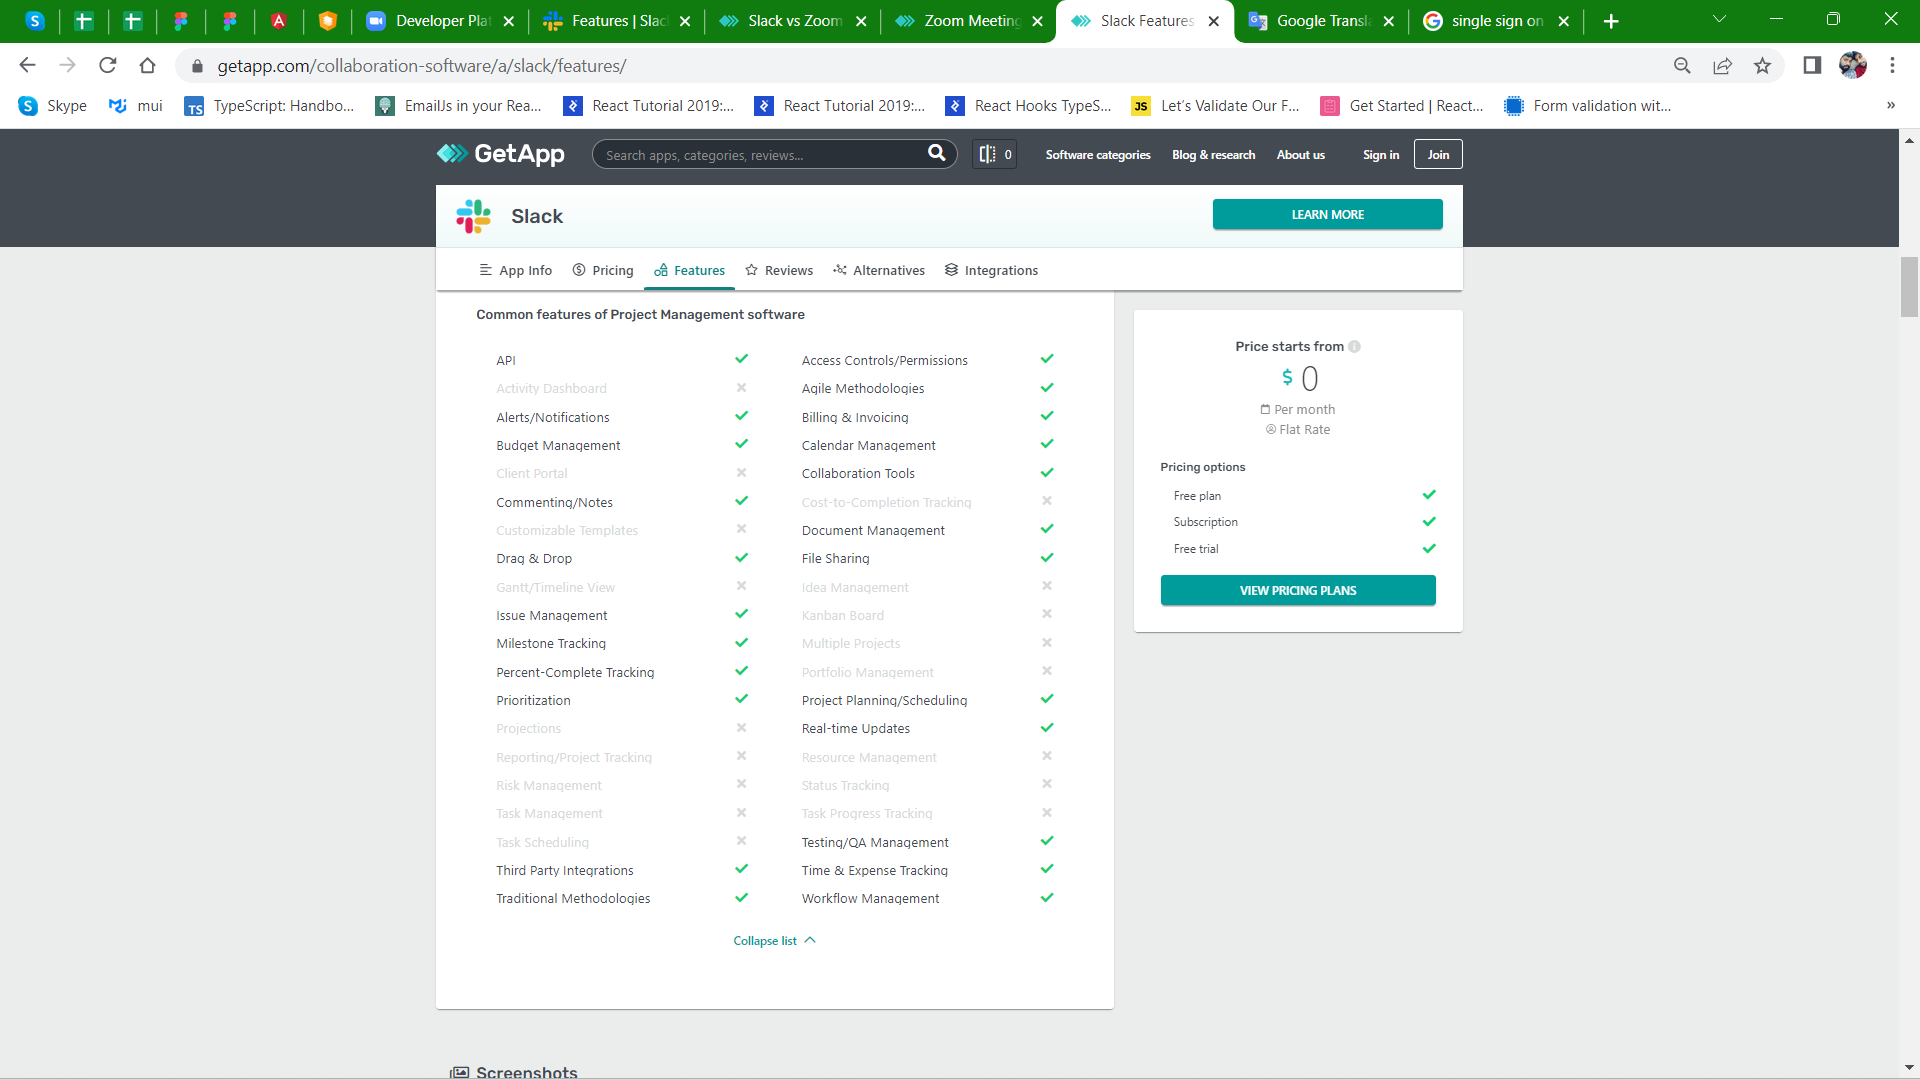 Developer Plat
Features | Slac
Slack vs Zoom
Zoom Meeting
Slack Features
Google Transla
single sign on
getapp.com/collaboration-software/a/slack/features/
Skype
mui
TypeScript: Handbo...
EmailJs in your Rea...
React Tutorial 2019:...
React Tutorial 2019:...
React Hooks TypeS...
JS
Let's Validate Our F...
Get Started | React...
Form validation wit...
GetApp
Search apps, categories, reviews...
0
Software categories
Blog & research
About us
Sign in
Join
Slack
LEARN MORE
App Info
Pricing
Features
Reviews
Alternatives
Integrations
Common features of Project Management software
API
Access Controls/Permissions
Activity Dashboard
Agile Methodologies
Alerts/Notifications
Billing & Invoicing
Budget Management
Calendar Management
Client Portal
Collaboration Tools
Commenting/Notes
Cost-to-Completion Tracking
Customizable Templates
Document Management
Drag & Drop
File Sharing
Gantt/Timeline View
Idea Management
Issue Management
Kanban Board
Milestone Tracking
Multiple Projects
Percent-Complete Tracking
Portfolio Management
Prioritization
Project Planning/Scheduling
Projections
Real-time Updates
Reporting/Project Tracking
Resource Management
Risk Management
Status Tracking
Task Management
Task Progress Tracking
Task Scheduling
Testing/QA Management
Third Party Integrations
Time & Expense Tracking
Traditional Methodologies
Workflow Management
Collapse list
Price starts from
$ 0
Per month
Flat Rate
Pricing options
Free plan
Subscription
Free trial
VIEW PRICING PLANS
Screenshots